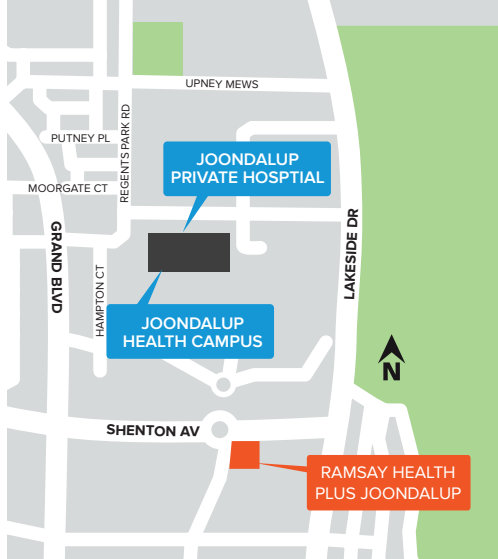 UPNEY MEWS
PUTNEY PL
REGENTS PARK RD
JOONDALUP
PRIVATE HOSPTIAL
MOORGATE CT
GRAND BLVD
HAMPTON CT
LAKESIDE DR
JOONDALUP
HEALTH CAMPUS
N
SHENTON AV
RAMSAY HEALTH
PLUS JOONDALUP